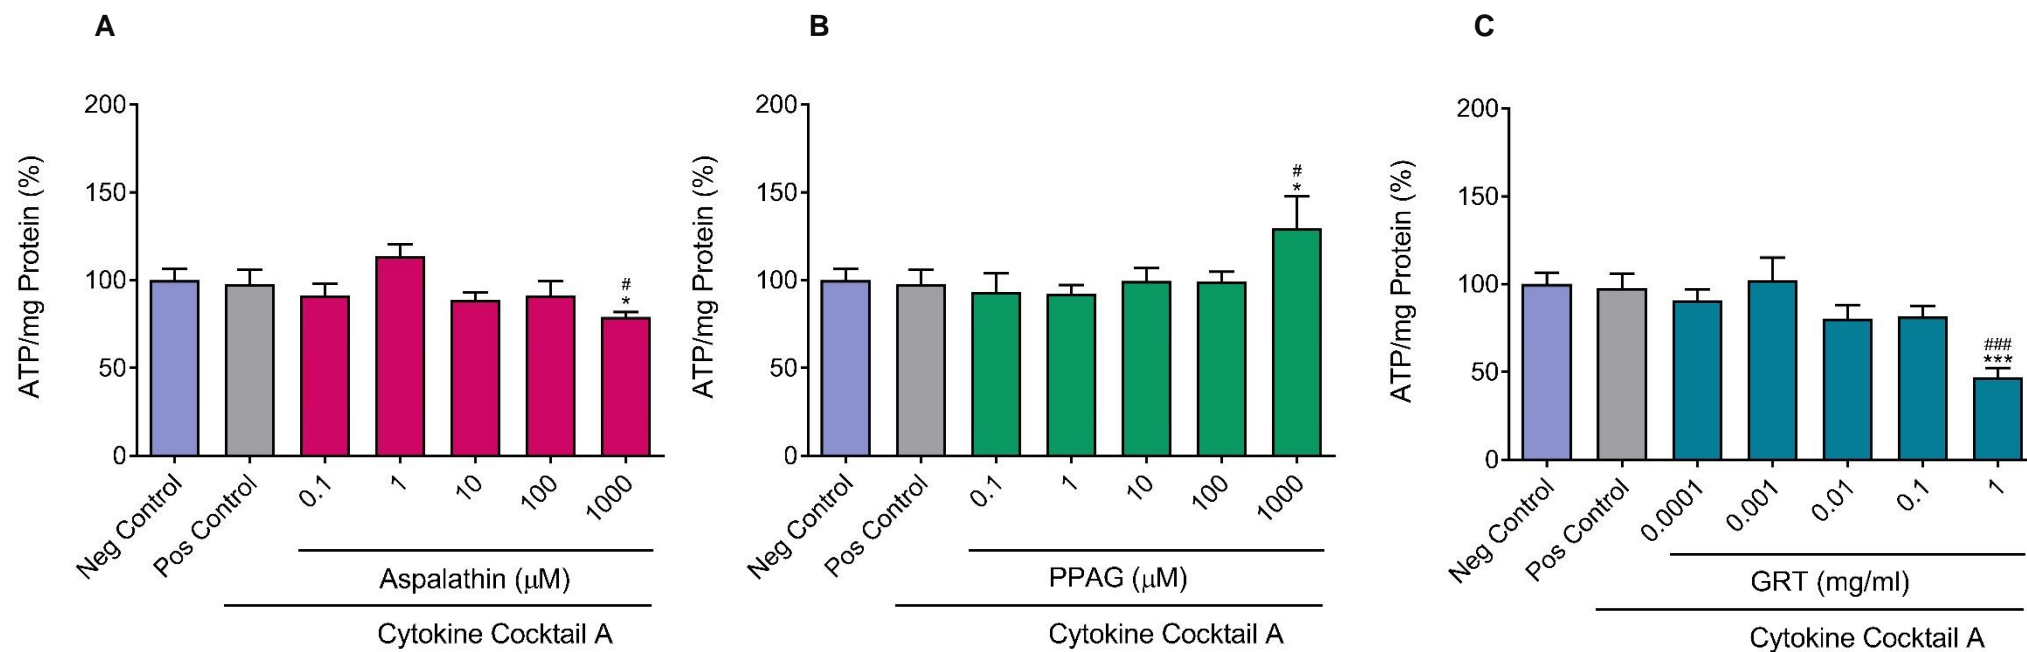 A
ATP/mg Protein (%)
200
150
100
50
0
#
*
Neg Control
Pos Control
0.1
1
10
100
1000
Aspalathin (µM)
Cytokine Cocktail A
B
ATP/mg Protein (%)
200
150
100
50
0
#
*
Neg Control
Pos Control
0.1
1
10
100
1000
PPAG (µM)
Cytokine Cocktail A
C
ATP/mg Protein (%)
200
150
100
50
0
###
***
Neg Control
Pos Control
0.0001
0.001
0.01
0.1
1
GRT (mg/ml)
Cytokine Cocktail A